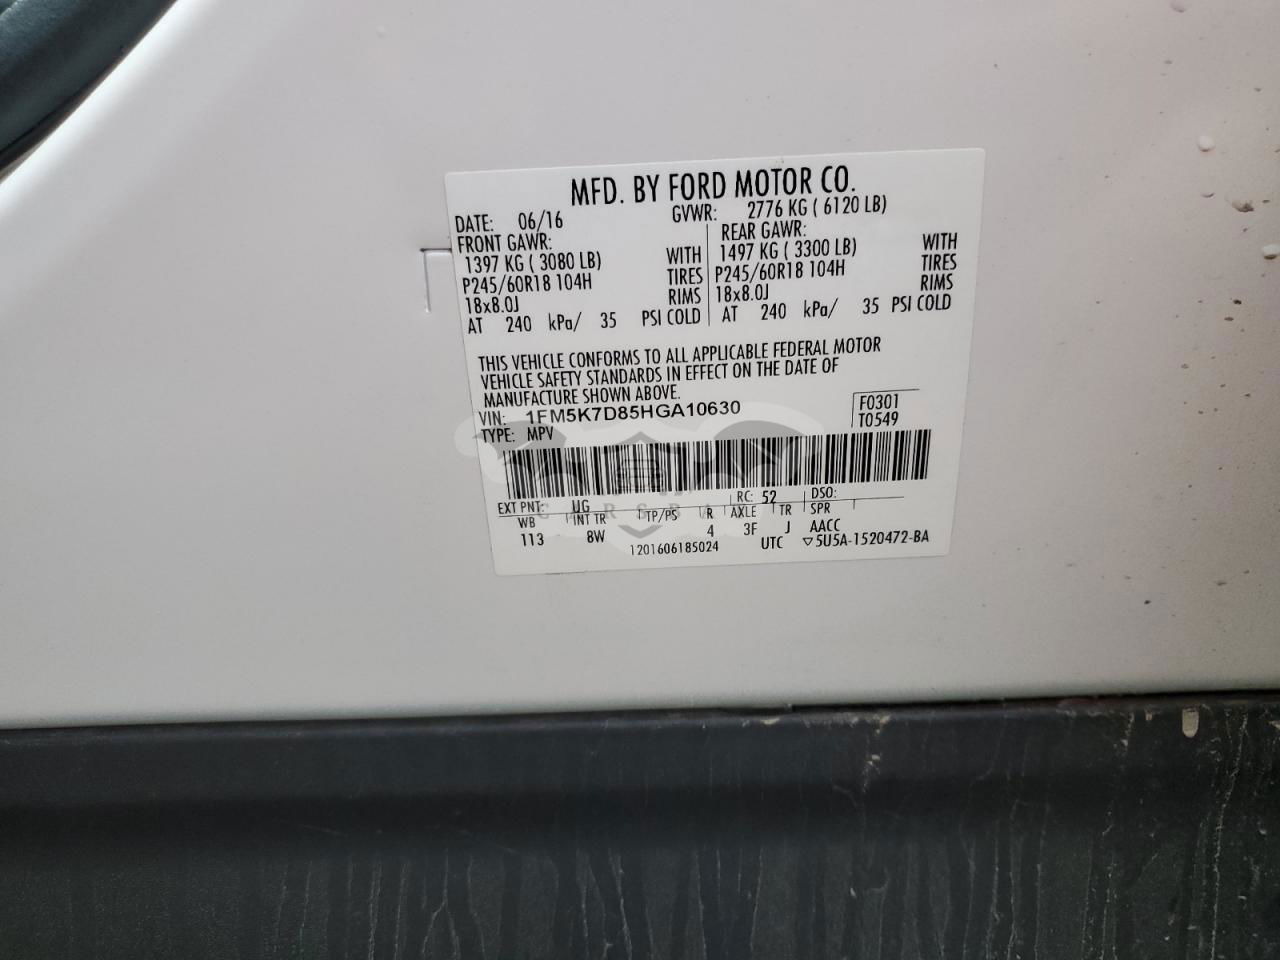 MFD. BY FORD MOTOR CO.
DATE: 06/16 GVWR: 2776 KG ( 6120 LB)
FRONT GAWR: REAR GAWR:
1397 KG ( 3080 LB) WITH 1497 KG ( 3300 LB) WITH
P245/60R18 104H TIRES P245/60R18 104H TIRES
18x8.0J RIMS 18x8.0J RIMS
AT 240 kPa/ 35 PSI COLD AT 240 kPa/ 35 PSI COLD
THIS VEHICLE CONFORMS TO ALL APPLICABLE FEDERAL MOTOR
VEHICLE SAFETY STANDARDS IN EFFECT ON THE DATE OF
MANUFACTURE SHOWN ABOVE.
VIN: 1FM5K7D85HGA10630 F0301
TYPE: MPV T0549
EXT PNT: UG RC: 52 DSO:
WB INT TR TP/PS R AXLE TR SPR
113 8W 4 3F J AACC
1201606185024 UTC ▽5U5A-1520472-BA